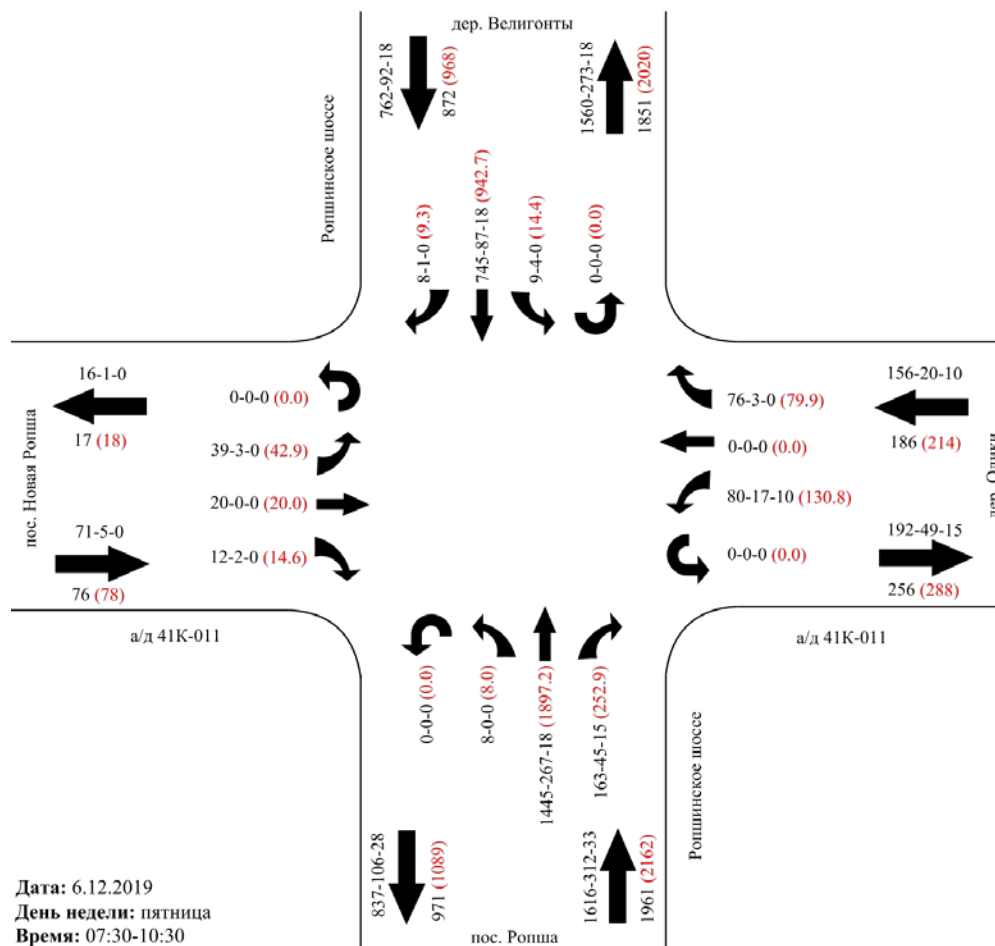 дер. Велигонты
762-92-18
872 (968)
1560-273-18
1851 (2020)
Ропшинское шоссе
8-1-0 (9.3)
745-87-18 (942.7)
9-4-0 (14.4)
0-0-0 (0.0)
16-1-0
17 (18)
пос. Новая Ропша
71-5-0
76 (78)
0-0-0 (0.0)
39-3-0 (42.9)
20-0-0 (20.0)
12-2-0 (14.6)
76-3-0 (79.9)
0-0-0 (0.0)
80-17-10 (130.8)
0-0-0 (0.0)
156-20-10
186 (214)
дер. Олики
192-49-15
256 (288)
а/д 41К-011
а/д 41К-011
0-0-0 (0.0)
8-0-0 (8.0)
1445-267-18 (1897.2)
163-45-15 (252.9)
Ропшинское шоссе
837-106-28
971 (1089)
1616-312-33
1961 (2162)
пос. Ропша
Дата: 6.12.2019
День недели: пятница
Время: 07:30-10:30